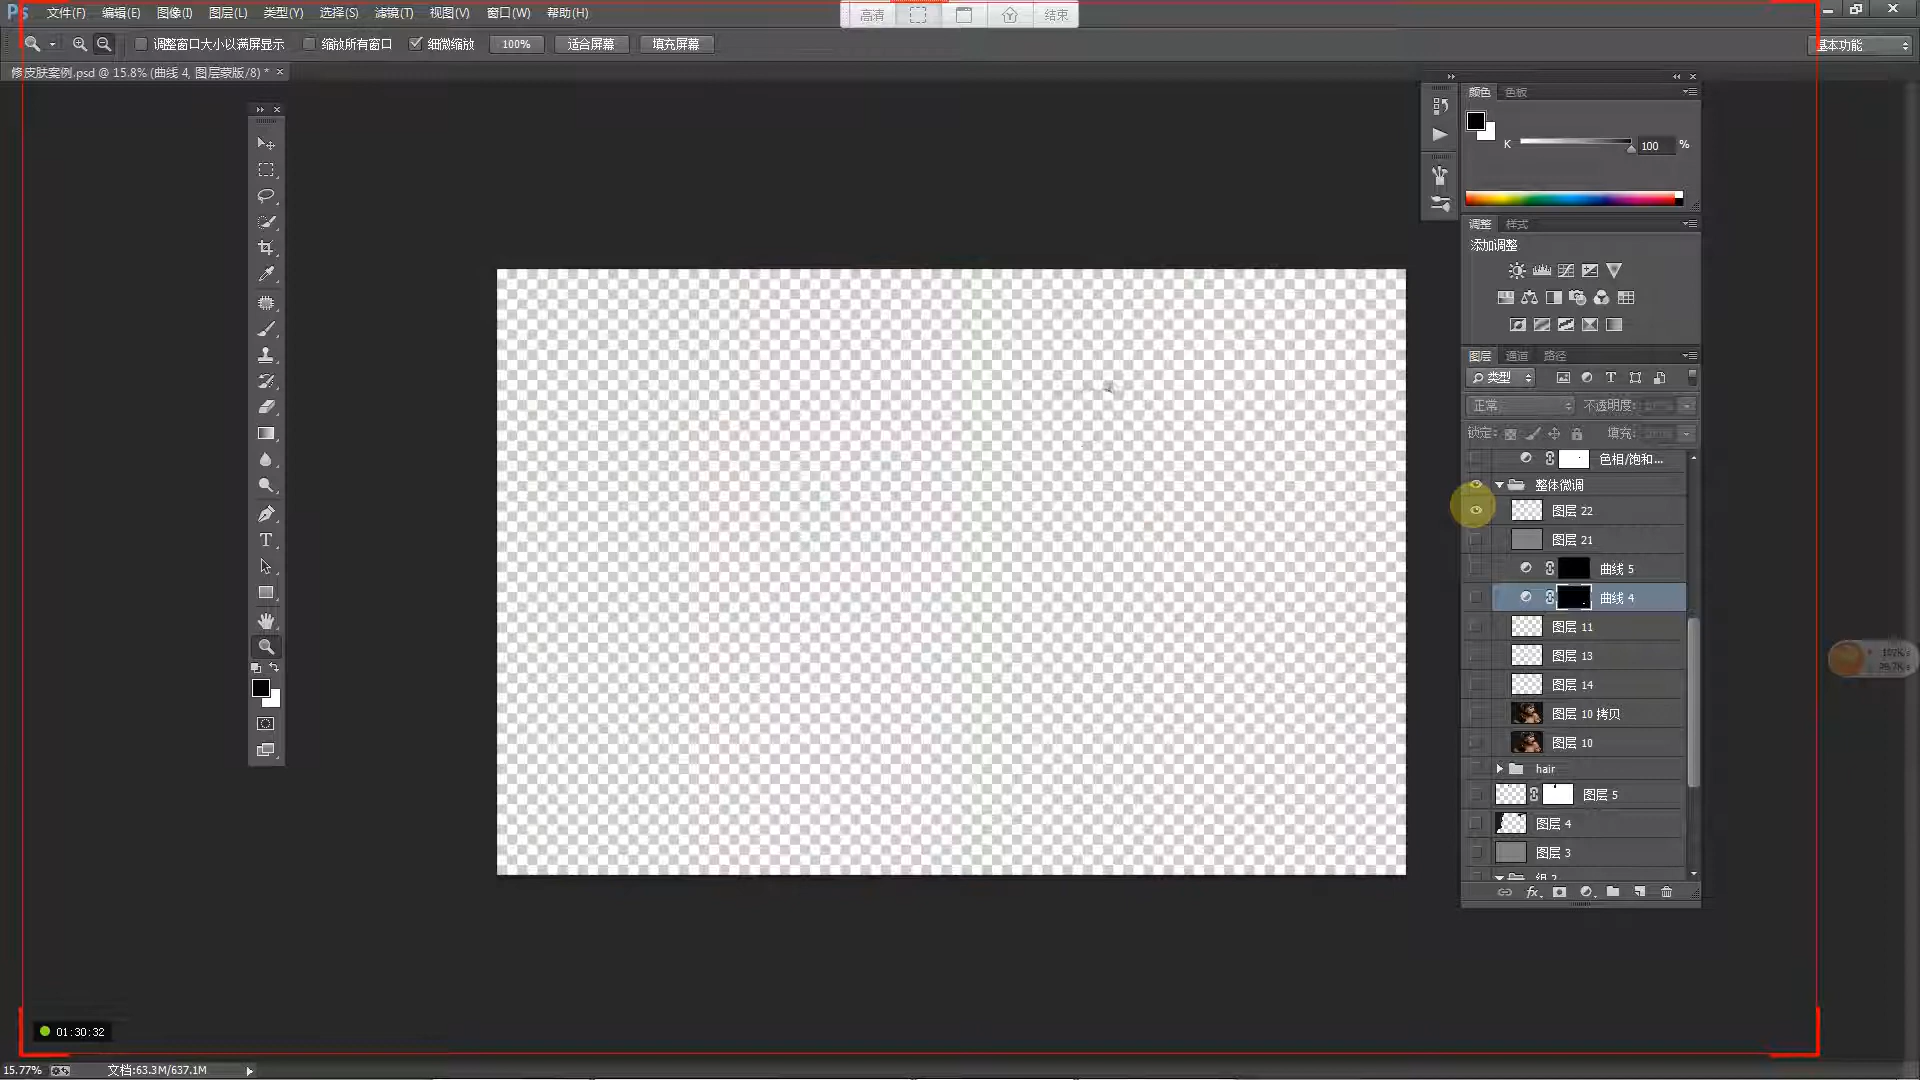 Ps 文件(F) 编辑(E) 图像(I) 图层(L) 类型(Y) 选择(S) 滤镜(T) 视图(V) 窗口(W) 帮助(H)
高清 结束
调整窗口大小以满屏显示 缩放所有窗口 细微缩放 100% 适合屏幕 填充屏幕
基本功能
修皮肤案例.psd @ 15.8% (曲线 4, 图层蒙版/8) * ×
颜色 色板
K 100 %
调整 样式
添加调整
图层 通道 路径
类型
正常 不透明度:
锁定: 填充:
色相/饱和...
整体微调
图层 22
图层 21
曲线 5
曲线 4
图层 11
图层 13
图层 14
图层 10 拷贝
图层 10
hair
图层 5
图层 4
图层 3
组 2
01:30:32
15.77% 文档:63.3M/637.1M